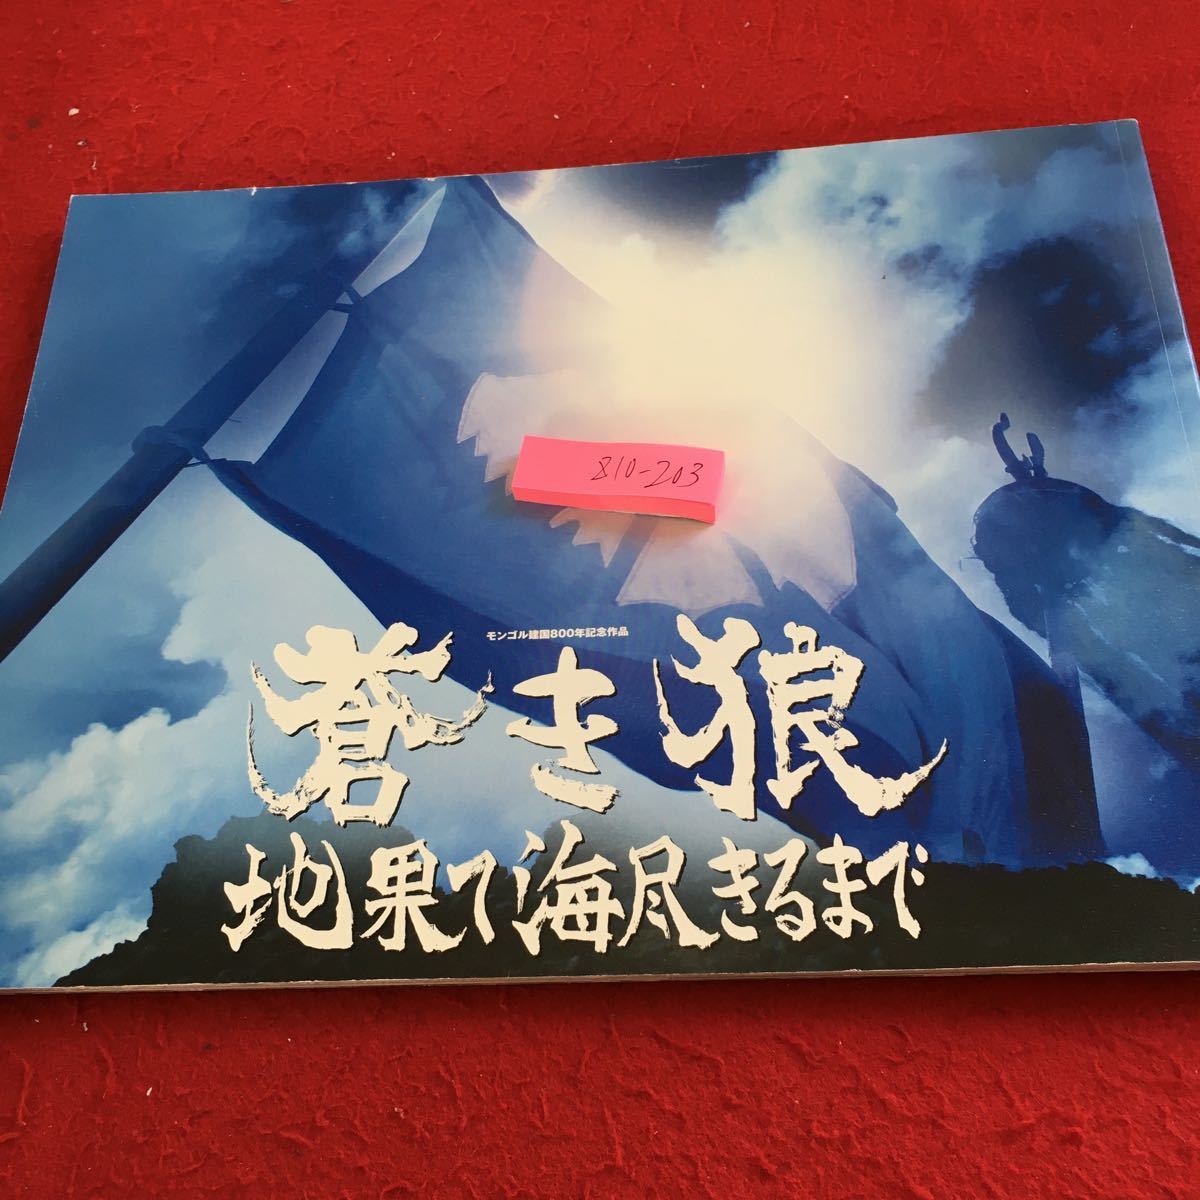 810-203
モンゴル建国800年記念作品
蒼き狼
地果て海尽きるまで